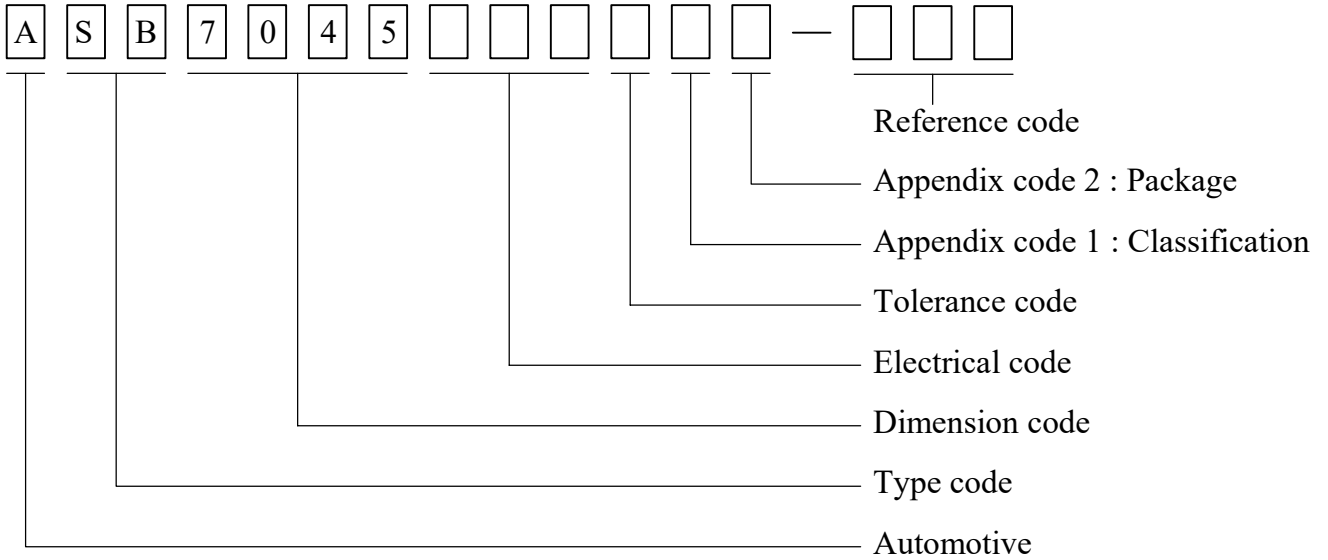 A S B 7 0 4 5 —
Reference code
Appendix code 2 : Package
Appendix code 1 : Classification
Tolerance code
Electrical code
Dimension code
Type code
Automotive